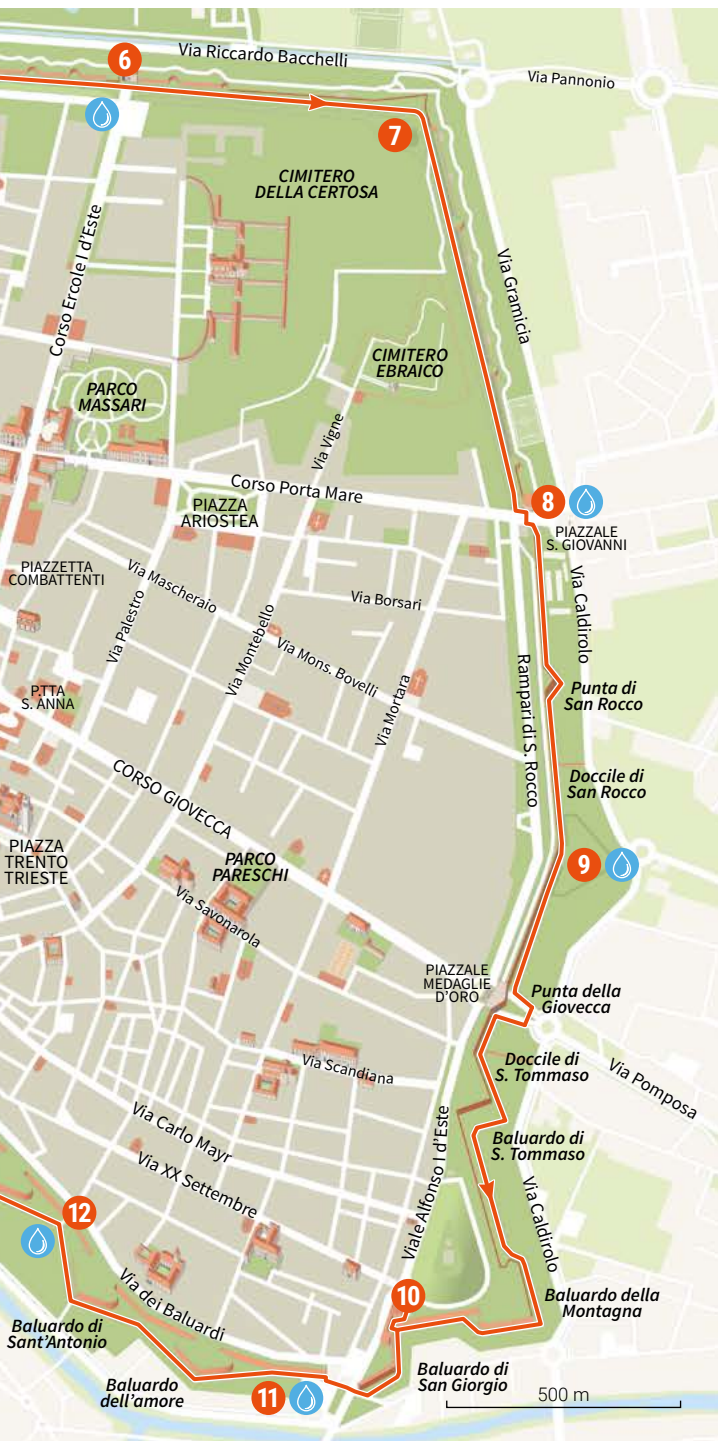 6
Via Riccardo Bacchelli
Via Pannonio
7
CIMITERO
DELLA CERTOSA
Corso Ercole I d'Este
Via Gramicia
CIMITERO
EBRAICO
PARCO
MASSARI
Via Vigne
Corso Porta Mare
8
PIAZZA
ARIOSTEA
PIAZZALE
S. GIOVANNI
PIAZZETTA
COMBATTENTI
Via Mascheraio
Via Palestro
Via Borsari
Via Caldirolo
Via Montebello
Via Mons. Bovelli
Via Mortara
Rampari di S. Rocco
P.TTA
S. ANNA
Punta di
San Rocco
CORSO GIOVECCA
Doccile di
San Rocco
PIAZZA
TRENTO
TRIESTE
PARCO
PARESCHI
9
Via Savonarola
PIAZZALE
MEDAGLIE
D'ORO
Punta della
Giovecca
Via Scandiana
Doccile di
S. Tommaso
Via Pomposa
Via Carlo Mayr
Baluardo di
S. Tommaso
Via XX Settembre
Viale Alfonso I d'Este
Via Caldirolo
12
10
Via dei Baluardi
Baluardo della
Montagna
Baluardo di
Sant'Antonio
Baluardo
dell'amore
11
Baluardo di
San Giorgio
500 m